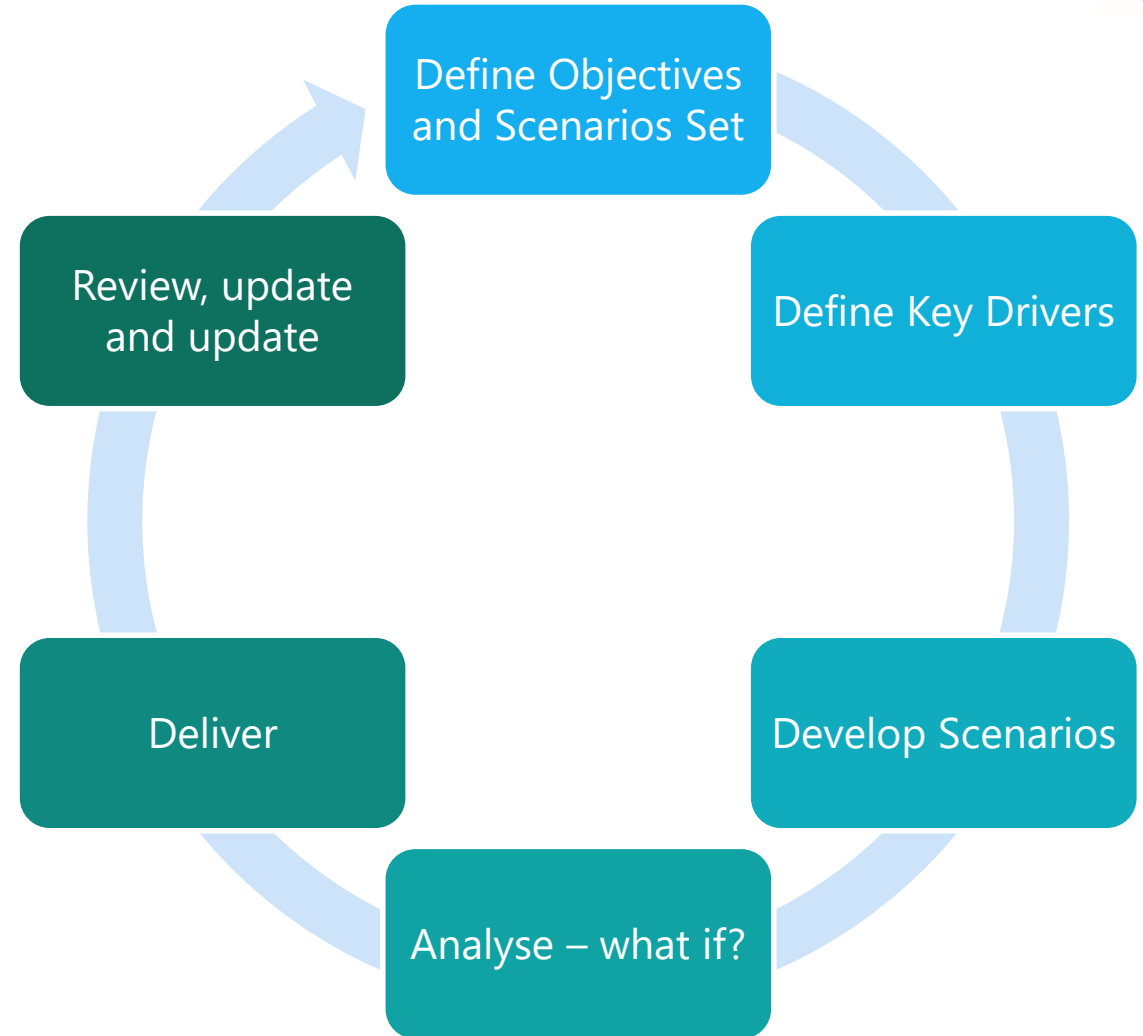 Define Objectives
and Scenarios Set
Define Key Drivers
Develop Scenarios
Analyse – what if?
Deliver
Review, update
and update